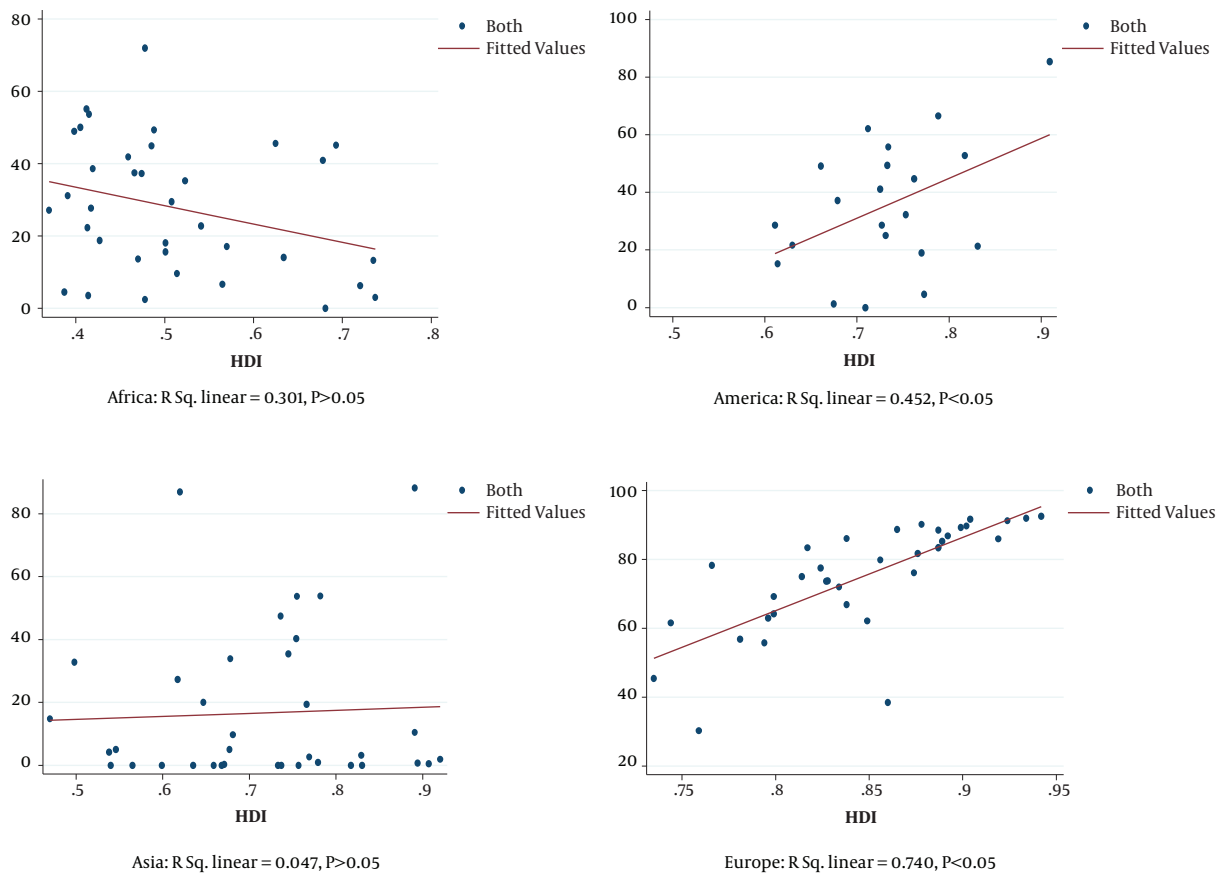 80
60
40
20
0
.4 .5 .6 .7 .8
HDI
Both
Fitted Values
Africa: R Sq. linear = 0.301, P>0.05
100
80
60
40
20
0
.5 .6 .7 .8 .9
HDI
Both
Fitted Values
America: R Sq. linear = 0.452, P<0.05
80
60
40
20
0
.5 .6 .7 .8 .9
HDI
Both
Fitted Values
Asia: R Sq. linear = 0.047, P>0.05
100
80
60
40
20
.75 .8 .85 .9 .95
HDI
Both
Fitted Values
Europe: R Sq. linear = 0.740, P<0.05